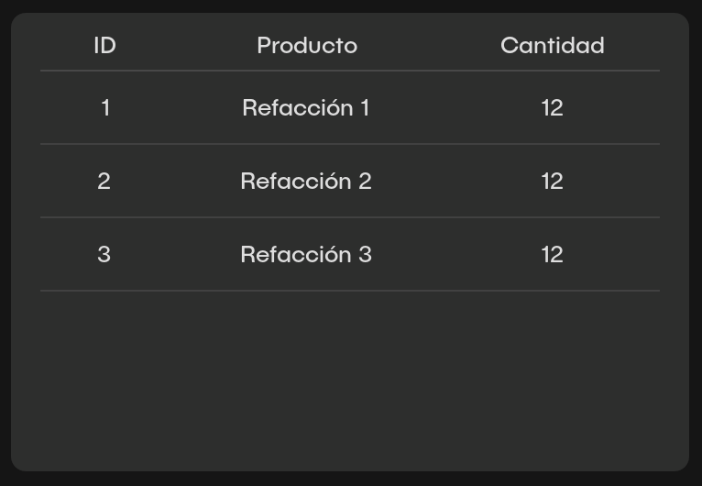 ID Producto Cantidad
1 Refacción 1 12
2 Refacción 2 12
3 Refacción 3 12